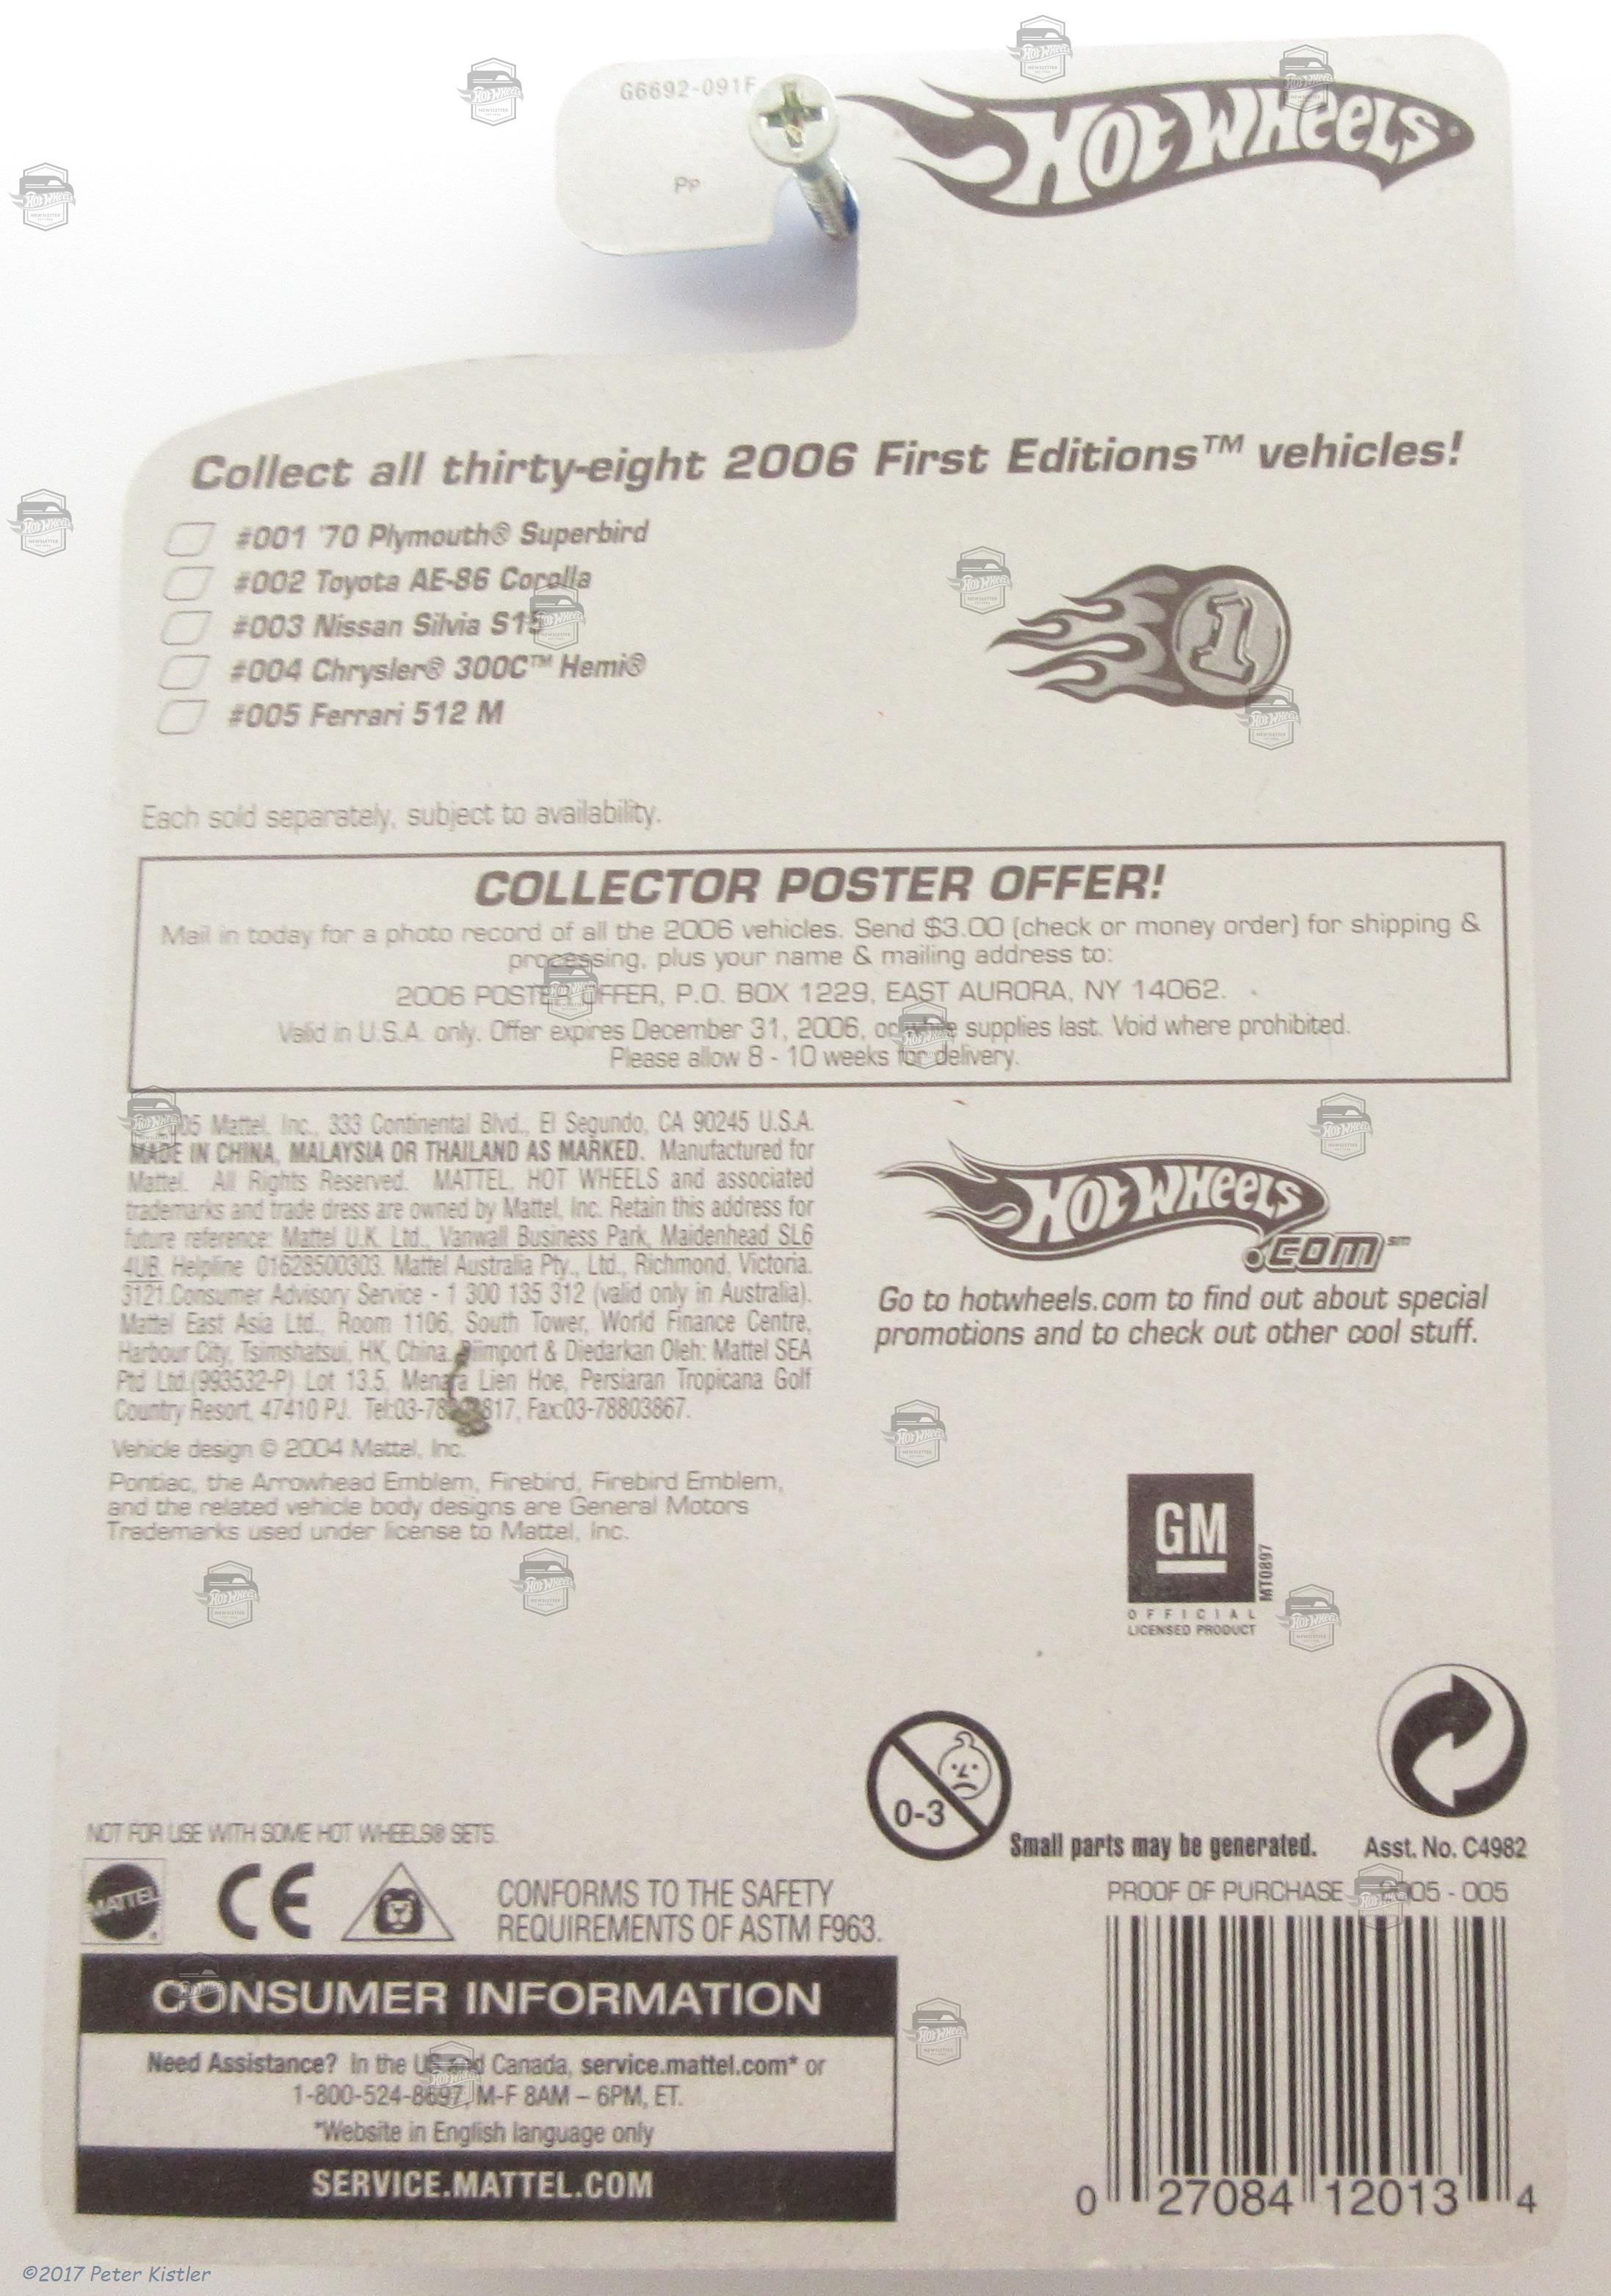 G6692-091F
Pp
HOT WHEELS
Collect all thirty-eight 2006 First Editions™ vehicles!
#001 '70 Plymouth® Superbird
#002 Toyota AE-86 Corolla
#003 Nissan Silvia S15
#004 Chrysler® 300C™ Hemi®
#005 Ferrari 512 M
1
Each sold separately, subject to availability.
COLLECTOR POSTER OFFER!
Mail in today for a photo record of all the 2006 vehicles. Send $3.00 (check or money order) for shipping &
processing, plus your name & mailing address to:
2006 POSTER OFFER, P.O. BOX 1229, EAST AURORA, NY 14062.
Valid in U.S.A. only. Offer expires December 31, 2006, or while supplies last. Void where prohibited.
Please allow 8 - 10 weeks for delivery.
Mattel, Inc., 333 Continental Blvd., El Segundo, CA 90245 U.S.A.
MADE IN CHINA, MALAYSIA OR THAILAND AS MARKED. Manufactured for
Mattel. All Rights Reserved. MATTEL, HOT WHEELS and associated
trademarks and trade dress are owned by Mattel, Inc. Retain this address for
future reference: Mattel U.K. Ltd., Vanwall Business Park, Maidenhead SL6
4UB. Helpline 01628500303. Mattel Australia Pty., Ltd., Richmond, Victoria.
3121.Consumer Advisory Service - 1 300 135 312 (valid only in Australia).
Mattel East Asia Ltd., Room 1106, South Tower, World Finance Centre,
Harbour City, Tsimshatsui, HK, China. Diimport & Diedarkan Oleh: Mattel SEA
Ptd Ltd.(993532-P) Lot 13.5, Menara Lien Hoe, Persiaran Tropicana Golf
Country Resort, 47410 PJ. Fax:03-78803867.
Vehicle design © 2004 Mattel, Inc.
Pontiac, the Arrowhead Emblem, Firebird, Firebird Emblem,
and the related vehicle body designs are General Motors
Trademarks used under license to Mattel, Inc.
HOT WHEELS
.COM℠
Go to hotwheels.com to find out about special
promotions and to check out other cool stuff.
GM
MT0897
OFFICIAL
LICENSED PRODUCT
0-3
Small parts may be generated.
Asst. No. C4982
NOT FOR USE WITH SOME HOT WHEELS® SETS.
MATTEL
CE
CONFORMS TO THE SAFETY
REQUIREMENTS OF ASTM F963.
PROOF OF PURCHASE
- 005
CONSUMER INFORMATION
Need Assistance? In the US and Canada, service.mattel.com* or
1-800-524-8697, M-F 8AM – 6PM, ET.
*Website in English language only
SERVICE.MATTEL.COM
0 27084 12013 4
©2017 Peter Kistler